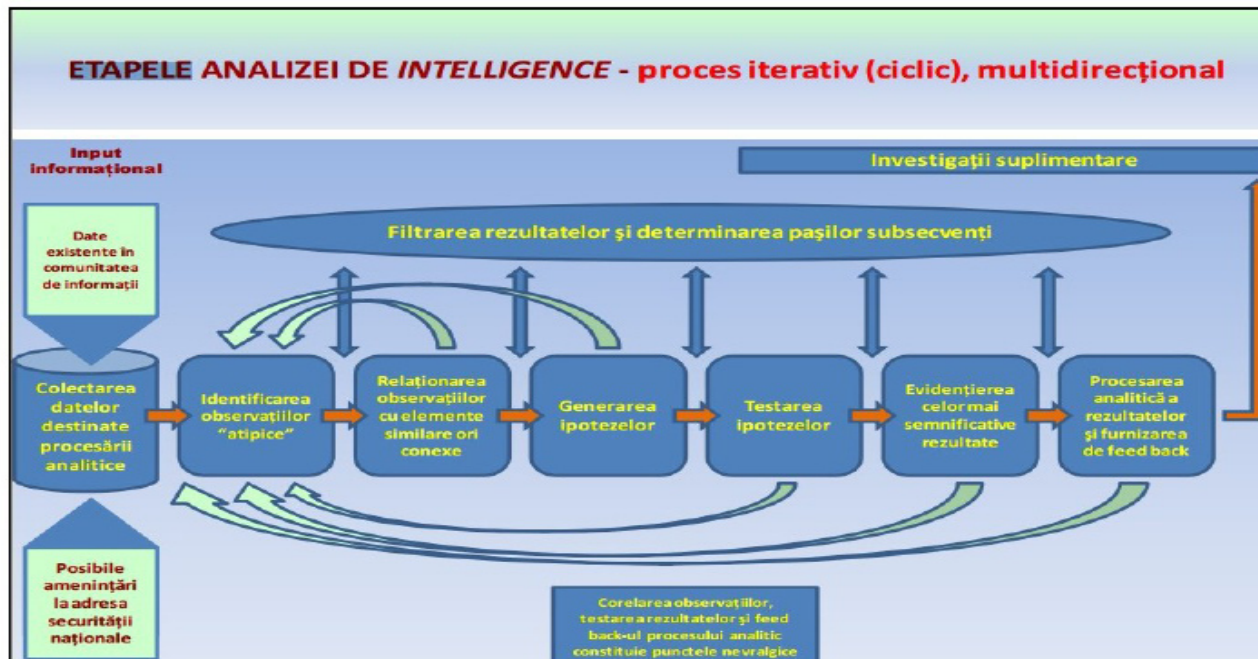 ETAPELE ANALIZEI DE INTELLIGENCE - proces iterativ (ciclic), multidirecțional
Input
informațional
Investigații suplimentare
Date
existente în
comunitatea
de informații
Filtrarea rezultatelor și determinarea pașilor subsecvenți
Colectarea
datelor
destinate
procesării
analitice
Identificarea
observațiilor
“atipice”
Relaționarea
observațiilor
cu elemente
similare ori
conexe
Generarea
ipotezelor
Testarea
ipotezelor
Evidențierea
celor mai
semnificative
rezultate
Procesarea
analitică a
rezultatelor
și furnizarea
de feed back
Posibile
amenințări
la adresa
securității
naționale
Corelarea observațiilor,
testarea rezultatelor și feed
back-ul procesului analitic
constituie punctele nevralgice